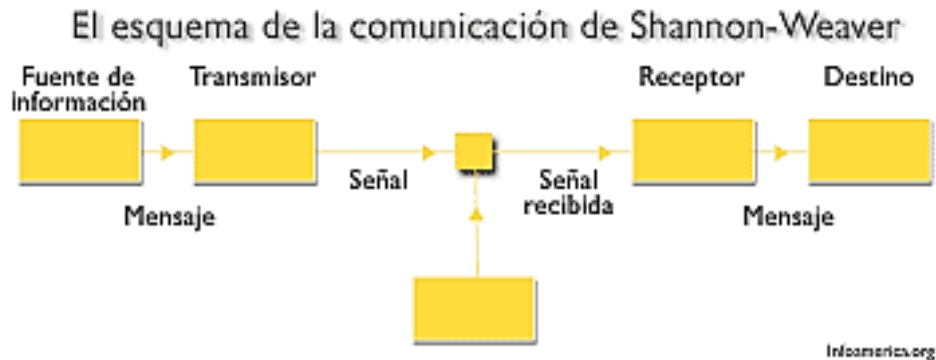 El esquema de la comunicación de Shannon-Weaver
Fuente de
información
Transmisor
Receptor
Destino
Señal
Señal
recibida
Mensaje
Mensaje
Infoamerica.org